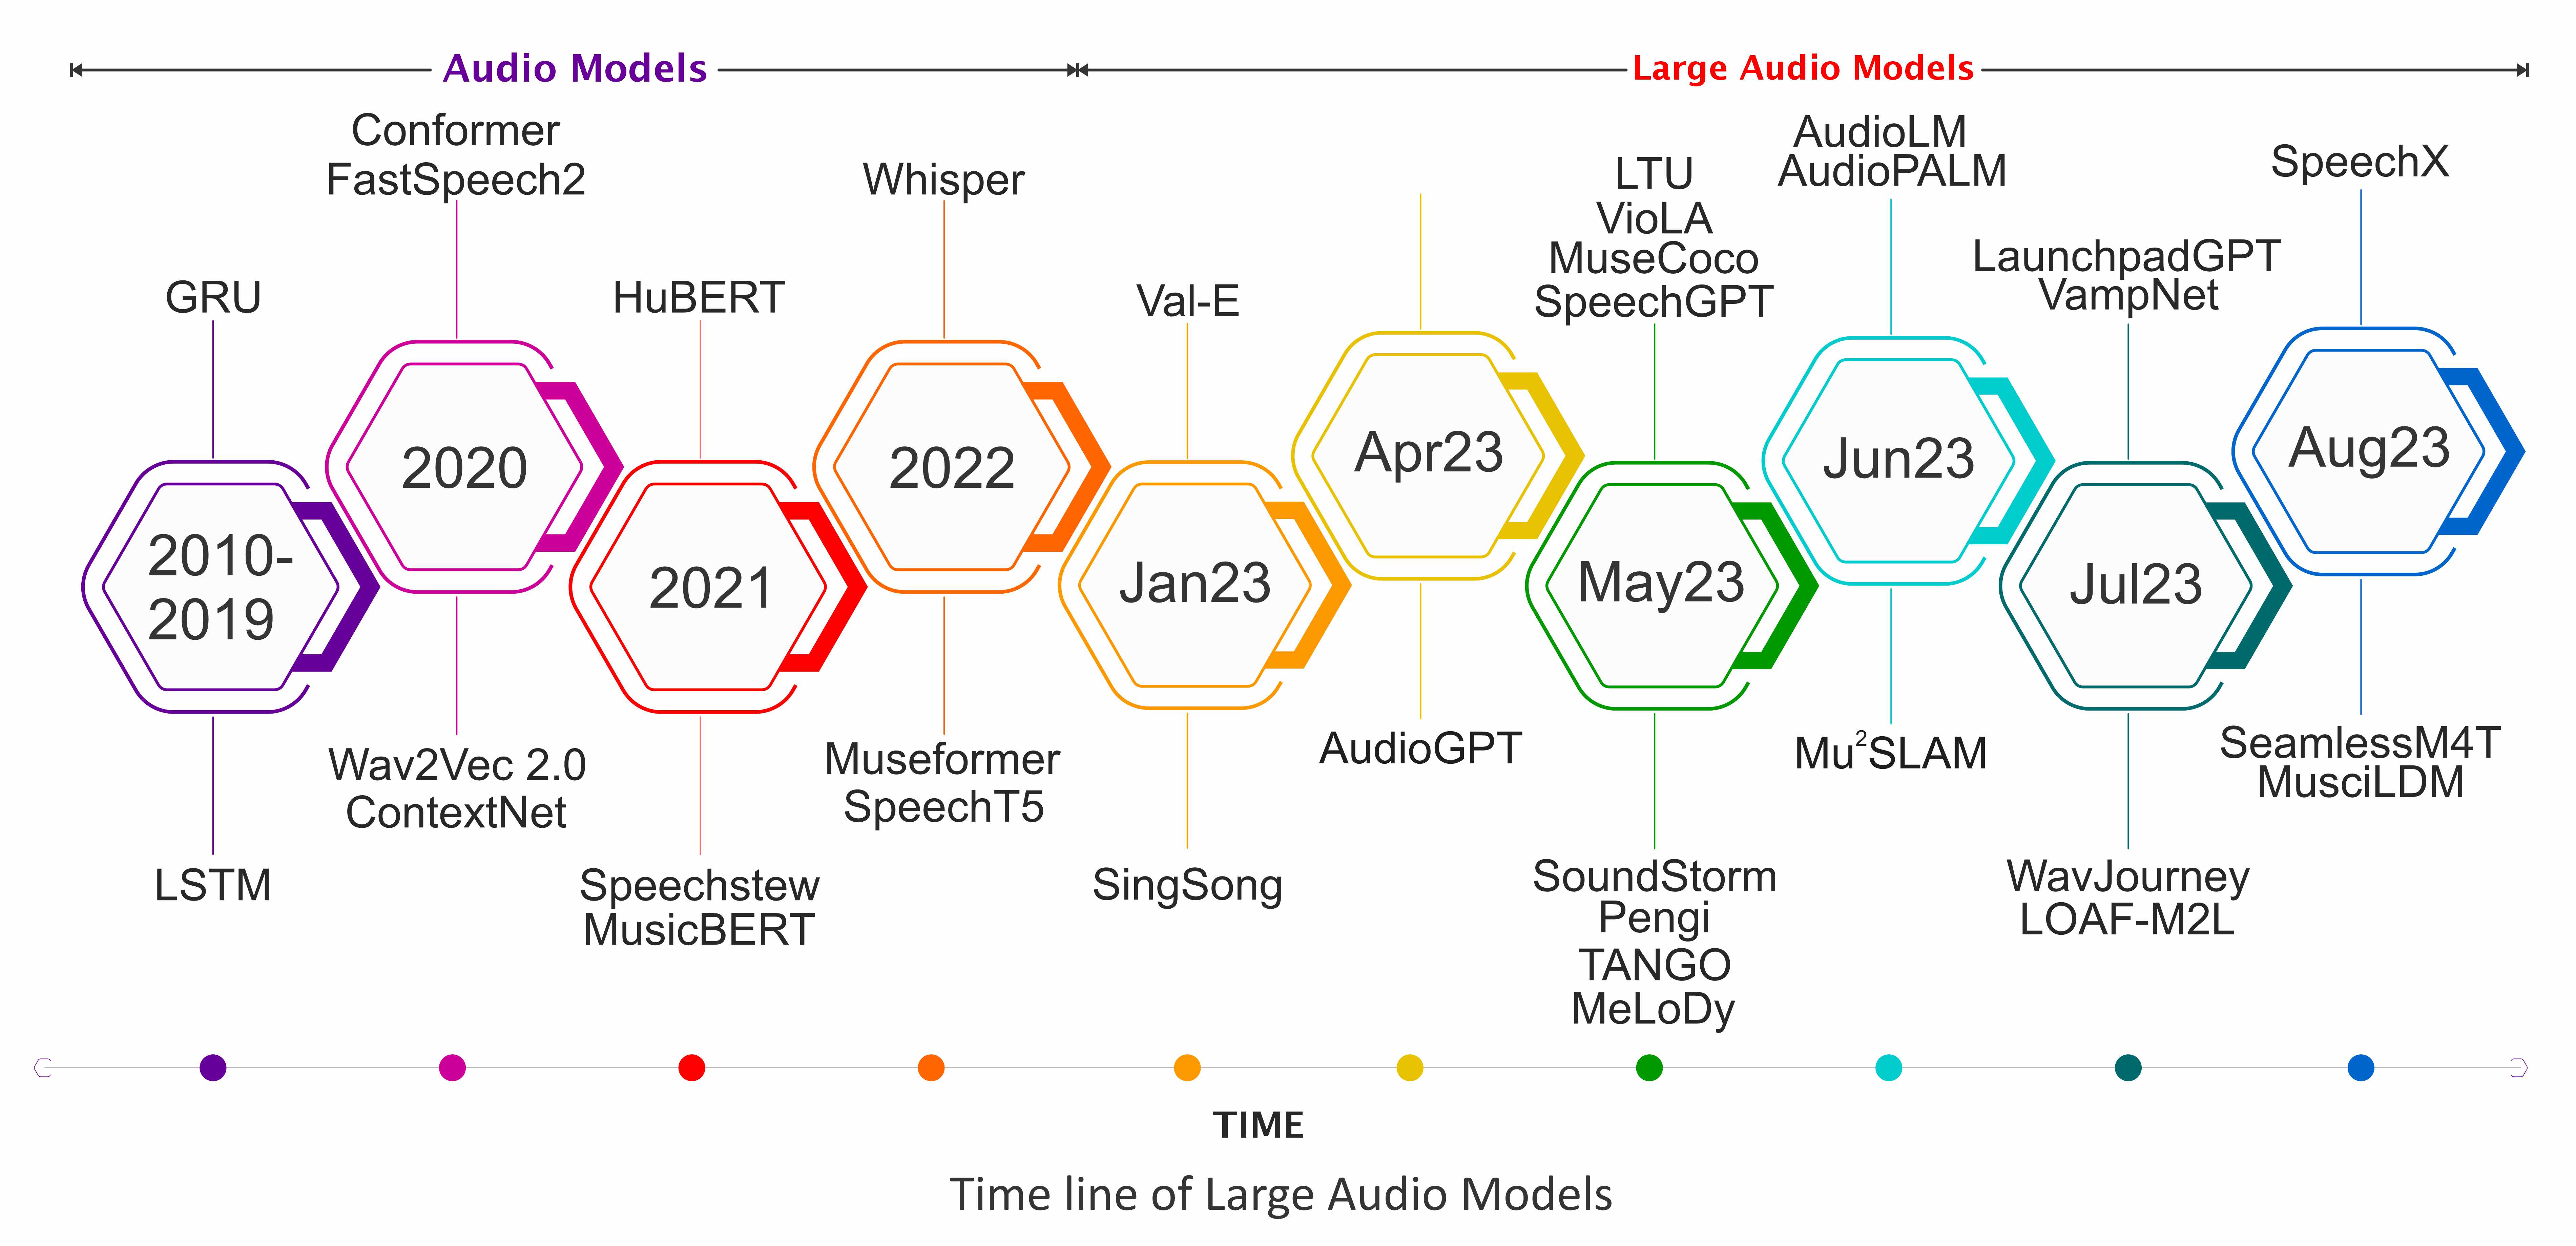 Audio Models
Large Audio Models
GRU
2010-
2019
LSTM
Conformer
FastSpeech2
2020
Wav2Vec 2.0
ContextNet
HuBERT
2021
Speechstew
MusicBERT
Whisper
2022
Museformer
SpeechT5
Val-E
Jan23
SingSong
Apr23
AudioGPT
LTU
VioLA
MuseCoco
SpeechGPT
May23
SoundStorm
Pengi
TANGO
MeLoDy
AudioLM
AudioPALM
Jun23
Mu²SLAM
LaunchpadGPT
VampNet
Jul23
WavJourney
LOAF-M2L
SpeechX
Aug23
SeamlessM4T
MusciLDM
TIME
Time line of Large Audio Models